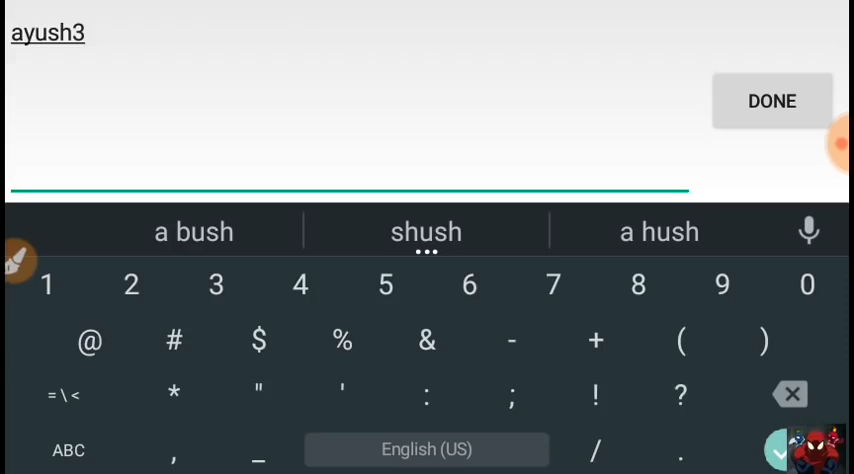 ayush3
DONE
a bush shush a hush
1 2 3 4 5 6 7 8 9 0
@ # $ % & - + ( )
=\< * " ' : ; ! ?
ABC , _ English (US) / .